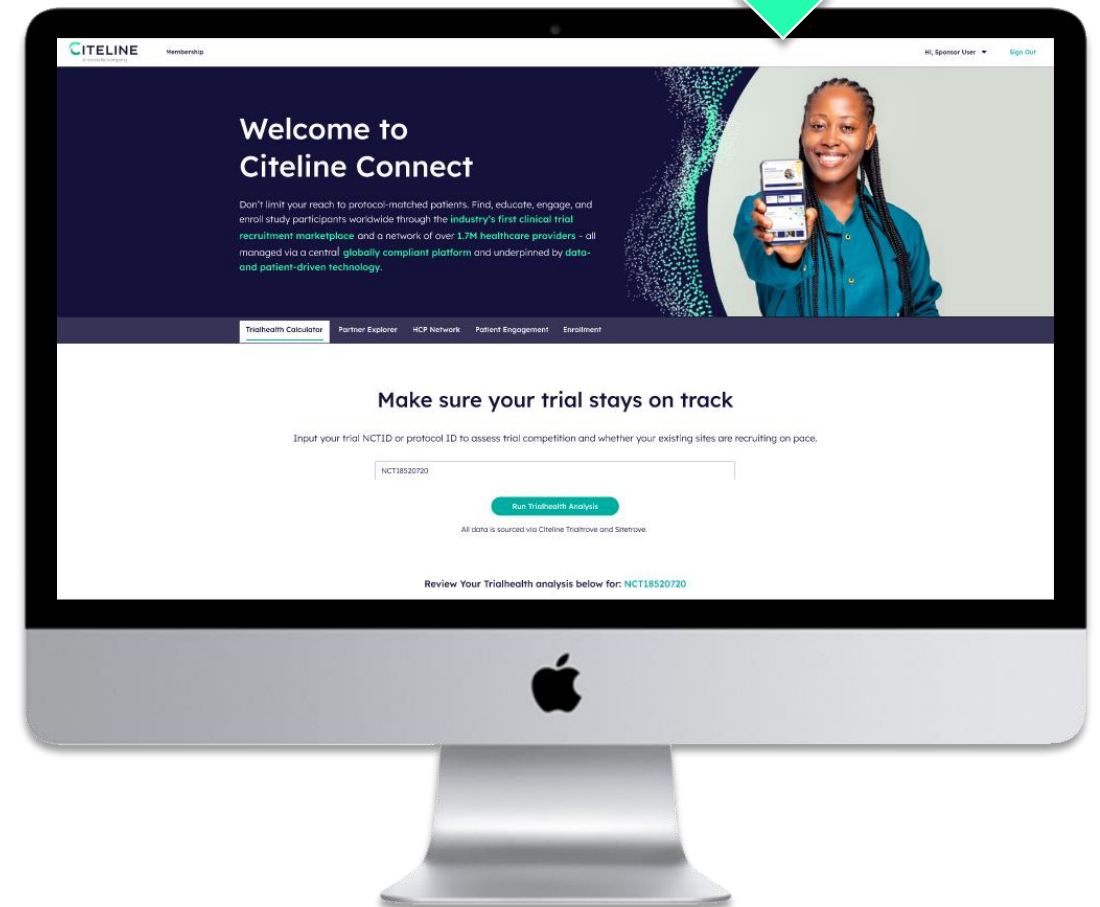 CITELINE
Membership
Hi, Sponsor User
Sign Out
Welcome to
Citeline Connect
Don't limit your reach to protocol-matched patients. Find, educate, engage, and
enroll study participants worldwide through the industry's first clinical trial
recruitment marketplace and a network of over 1.7M healthcare providers – all
managed via a central globally compliant platform and underpinned by data-
and patient-driven technology.
Trialhealth Calculator
Partner Explorer
HCP Network
Patient Engagement
Enrollment
Make sure your trial stays on track
Input your trial NCTID or protocol ID to assess trial competition and whether your existing sites are recruiting on pace.
NCT18520720
Run Trialhealth Analysis
All data is sourced via Citeline Trialtrove and Sitetrove.
Review Your Trialhealth analysis below for: NCT18520720